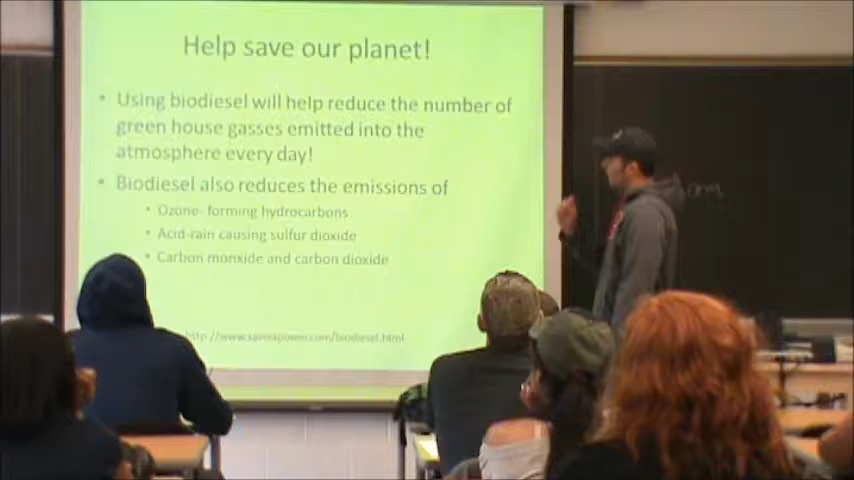 Help save our planet!
• Using biodiesel will help reduce the number of
green house gasses emitted into the
atmosphere every day!
• Biodiesel also reduces the emissions of
• Ozone- forming hydrocarbons
• Acid-rain causing sulfur dioxide
• Carbon monxide and carbon dioxide